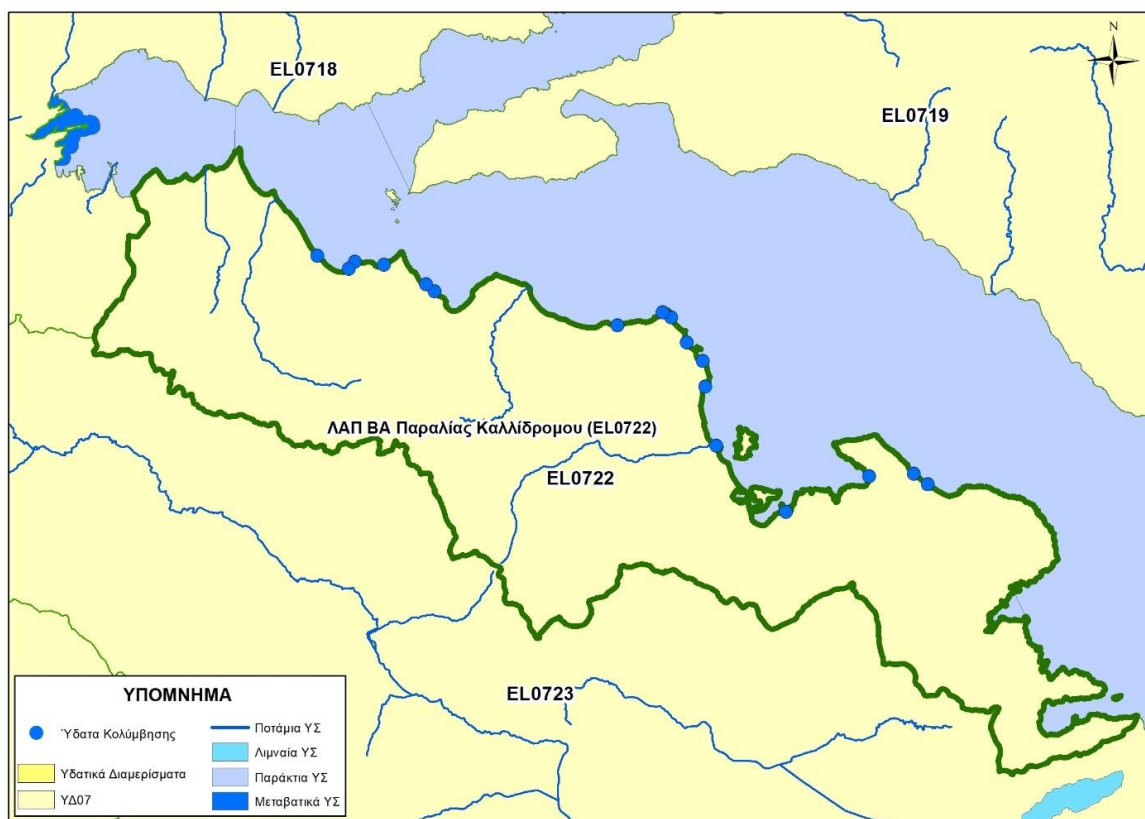 N
EL0718
EL0719
ΛΑΠ ΒΑ Παραλίας Καλλίδρομου (EL0722)
EL0722
EL0723
ΥΠΟΜΝΗΜΑ
Ύδατα Κολύμβησης
Υδατικά Διαμερίσματα
ΥΔ07
Ποτάμια ΥΣ
Λιμναία ΥΣ
Παράκτια ΥΣ
Μεταβατικά ΥΣ